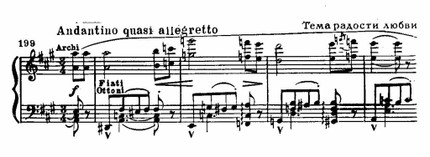 Andantino quasi allegretto Тема радости любви
199
Archi
f
Fiati
Ottoni